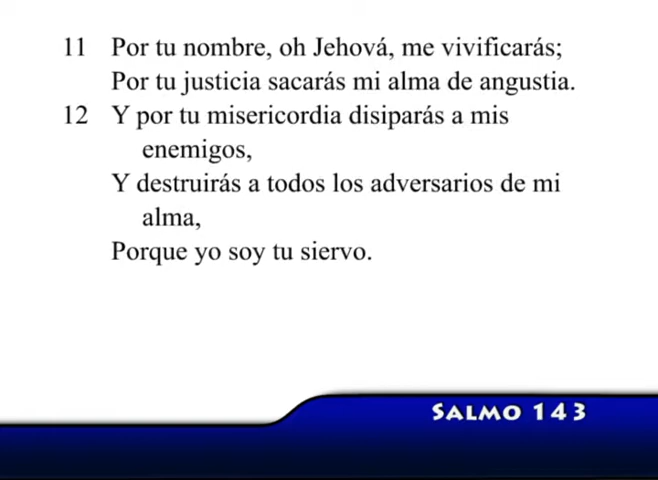 11 Por tu nombre, oh Jehová, me vivificarás;
Por tu justicia sacarás mi alma de angustia.
12 Y por tu misericordia disiparás a mis
enemigos,
Y destruirás a todos los adversarios de mi
alma,
Porque yo soy tu siervo.
SALMO 143